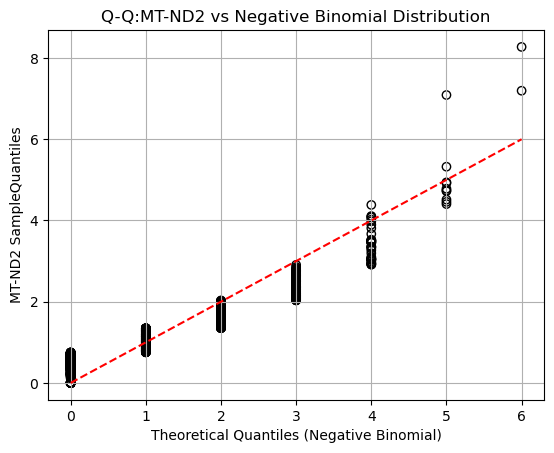 Q-Q:MT-ND2 vs Negative Binomial Distribution
MT-ND2 SampleQuantiles
8
6
4
2
0
0 1 2 3 4 5 6
Theoretical Quantiles (Negative Binomial)